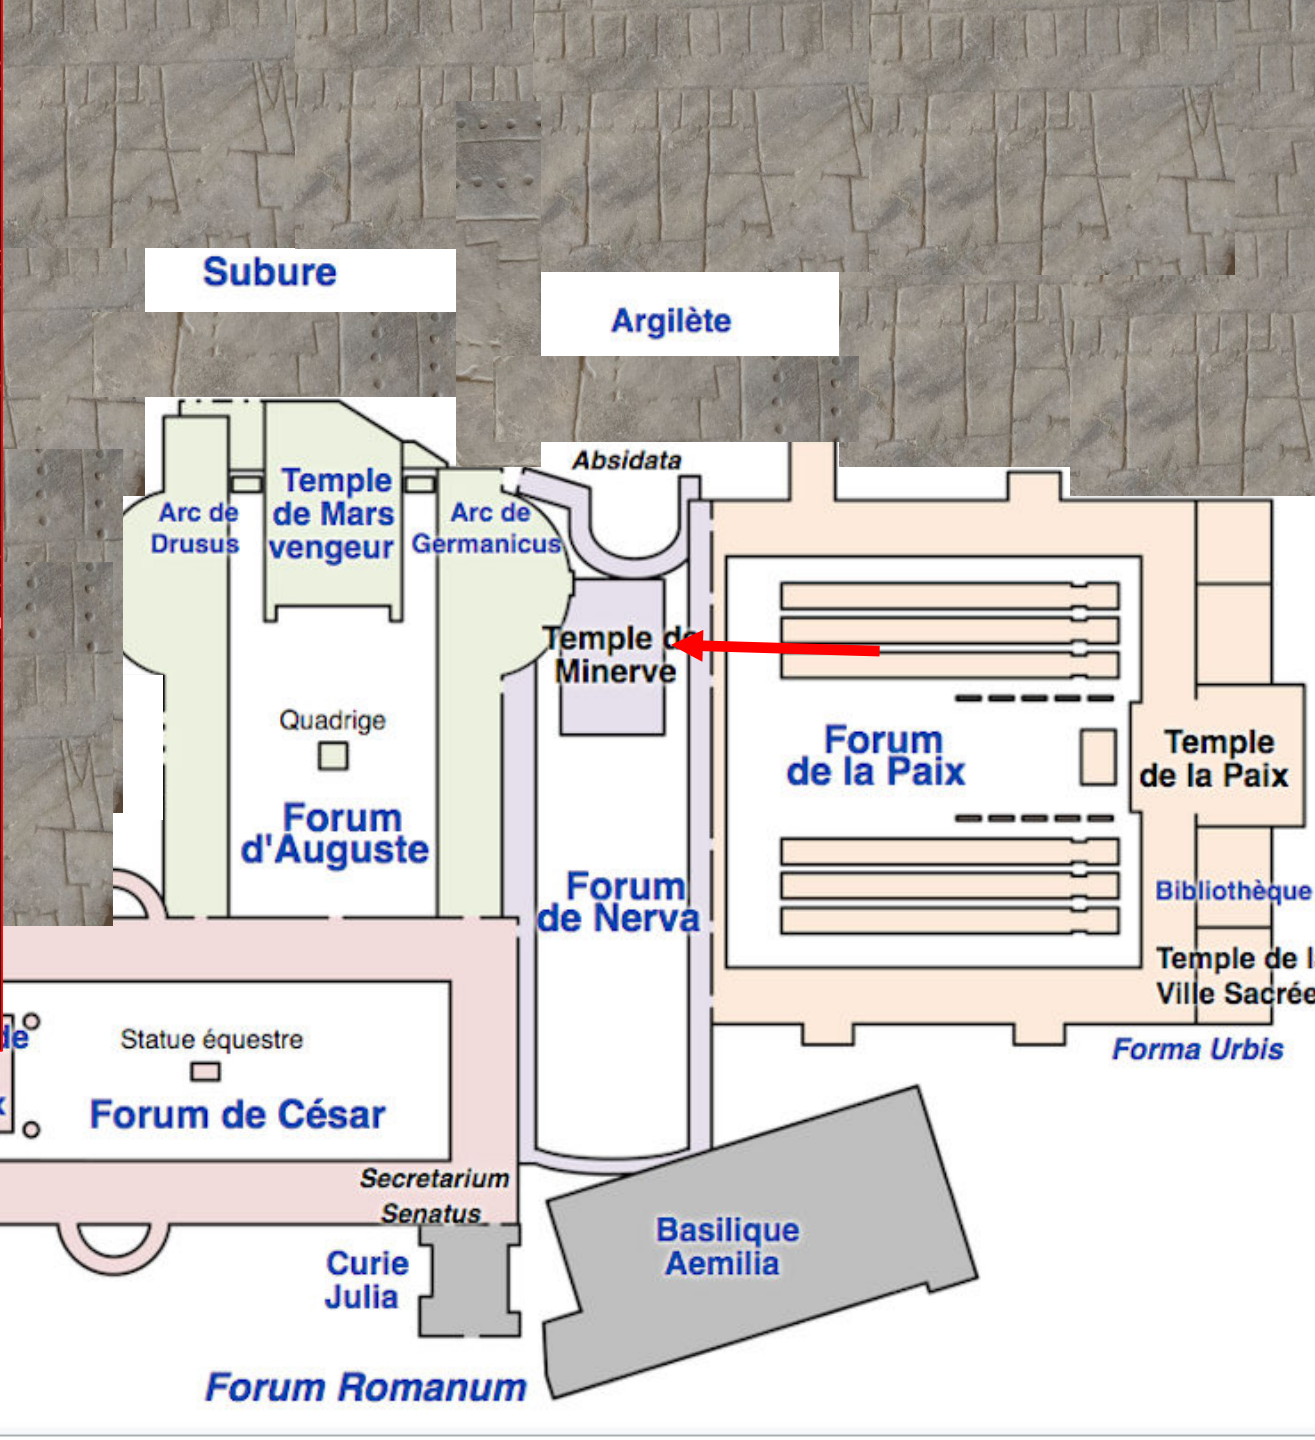 Subure
Argilète
Absidata
Temple
de Mars
vengeur
Arc de
Drusus
Arc de
Germanicus
Temple de
Minerve
Quadrige
Forum
d'Auguste
Forum
de la Paix
Temple
de la Paix
Forum
de Nerva
Bibliothèque
Temple de l
Ville Sacrée
Forma Urbis
de
x
Statue équestre
Forum de César
Secretarium
Senatus
Curie
Julia
Basilique
Aemilia
Forum Romanum